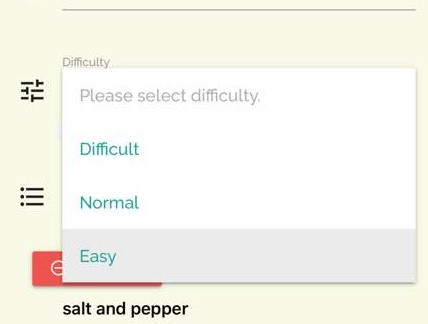 Difficulty
Please select difficulty.
Difficult
Normal
Easy
salt and pepper